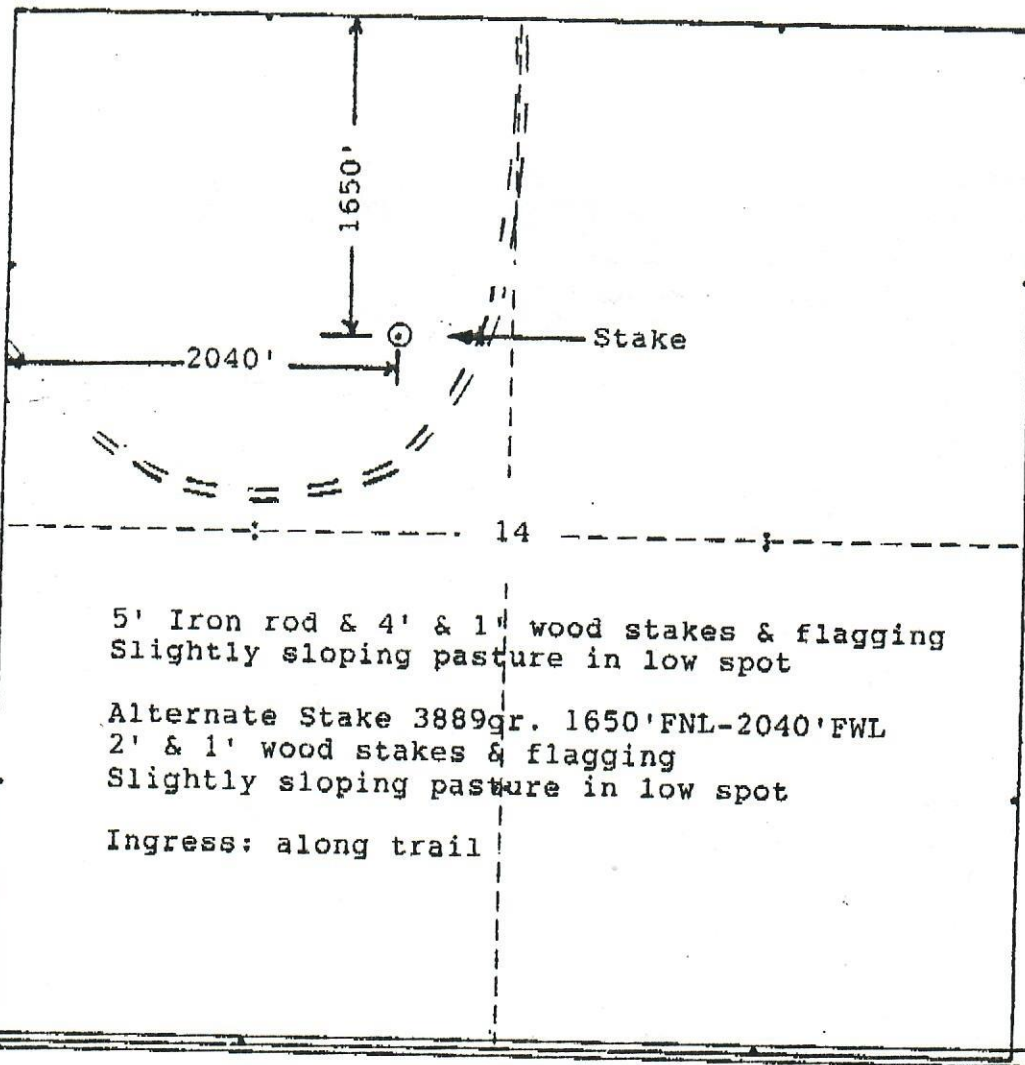 1650'
Stake
2040'
14
5' Iron rod & 4' & 1" wood stakes & flagging
Slightly sloping pasture in low spot
Alternate Stake 3889gr. 1650'FNL-2040'FWL
2' & 1' wood stakes & flagging
Slightly sloping pasture in low spot
Ingress: along trail